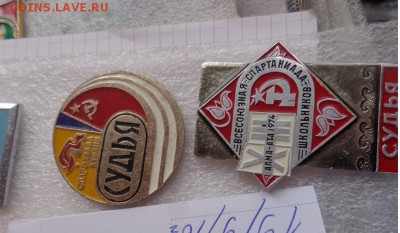 COINS.LAVE.RU
СУДЬЯ
ВСЕСОЮЗНАЯ СПАРТАКИАДА
ШКОЛЬНИКОВ
XIII
АЛМА-АТА 1974
СУДЬЯ